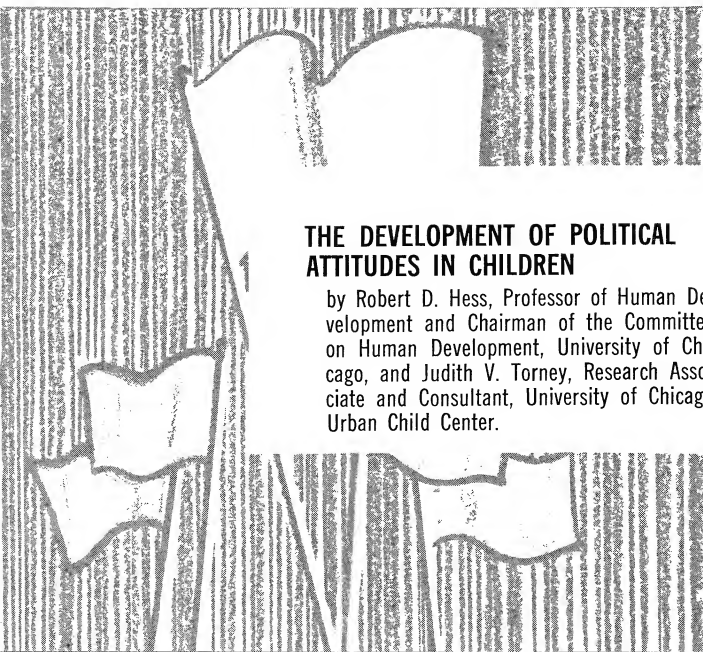 THE DEVELOPMENT OF POLITICAL
ATTITUDES IN CHILDREN
by Robert D. Hess, Professor of Human De
velopment and Chairman of the Committe
on Human Development, University of Ch
cago, and Judith V. Torney, Research Asso
ciate and Consultant, University of Chicag
Urban Child Center.